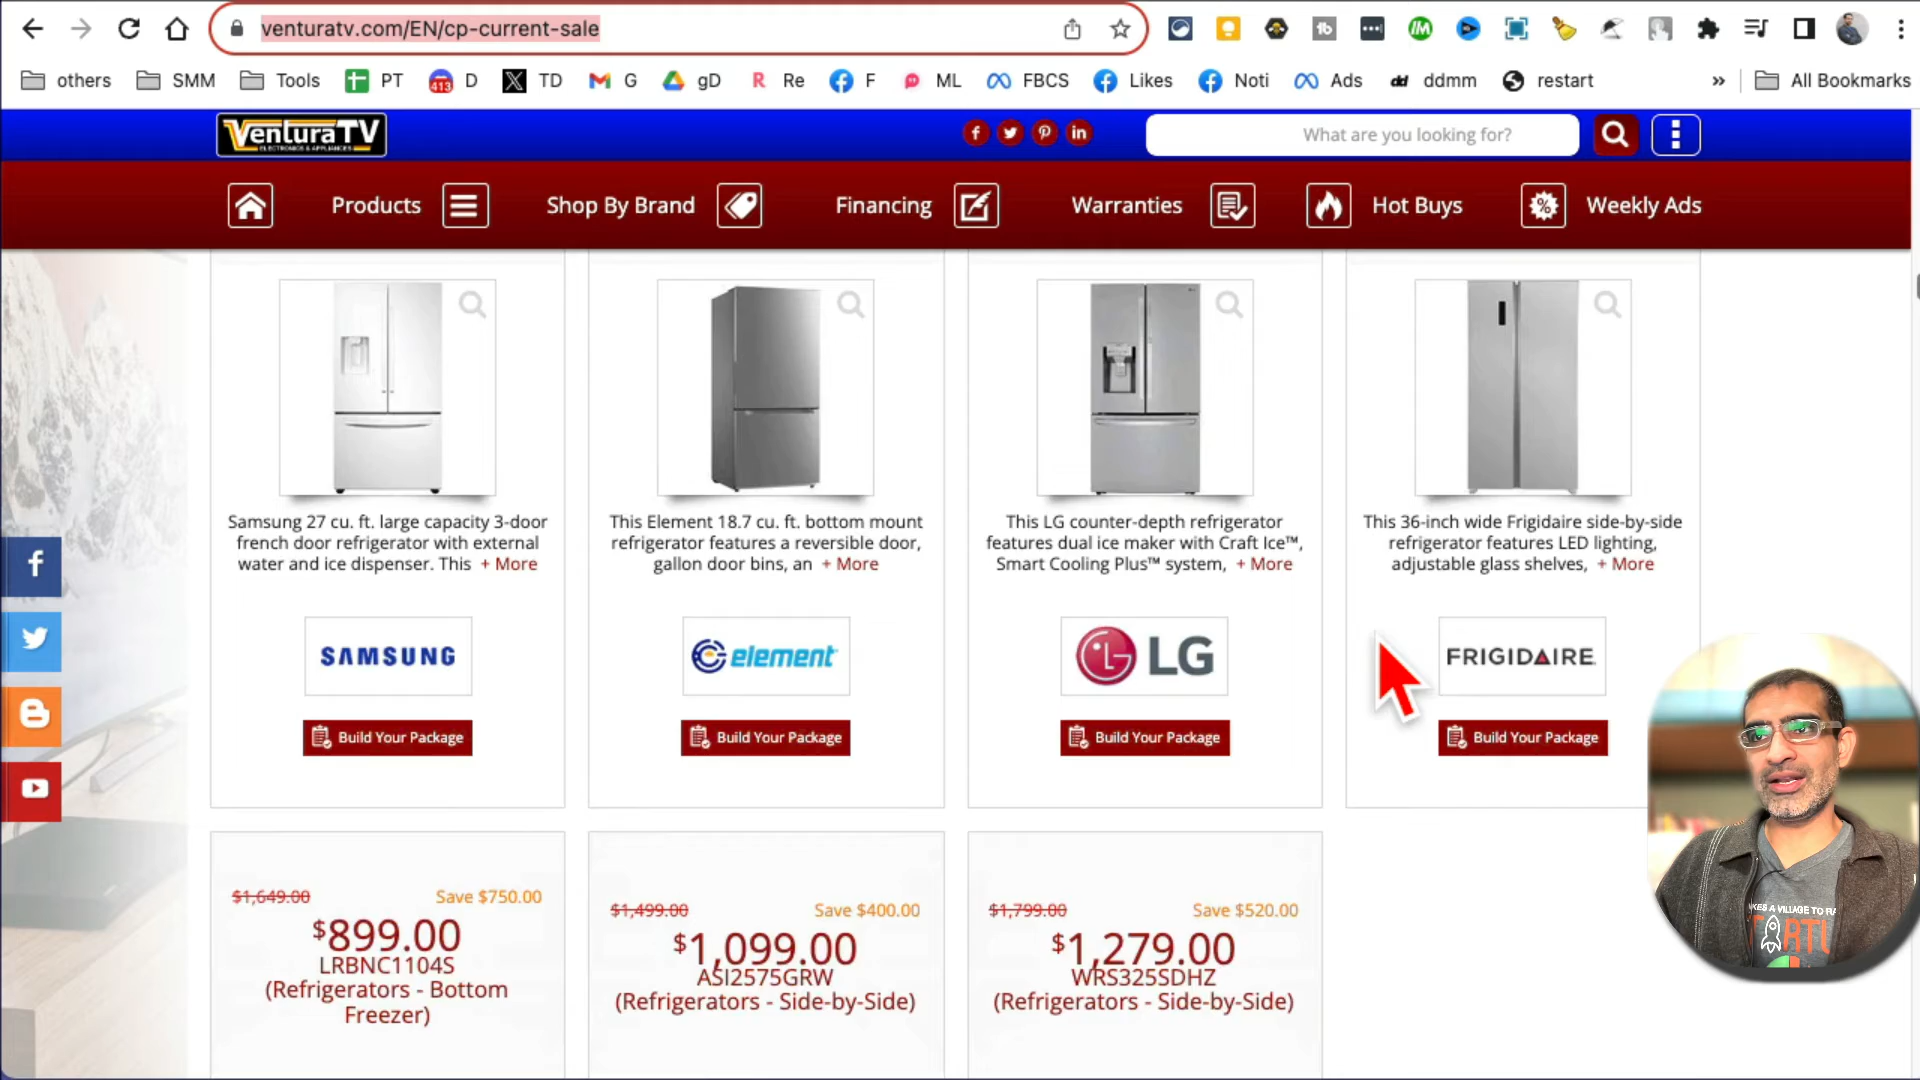 venturatv.com/EN/cp-current-sale
others SMM Tools PT 413 D TD G gD Re F ML FBCS Likes Noti Ads dd ddmm restart » All Bookmarks
VenturaTV
ELECTRONICS & APPLIANCES
What are you looking for?
Products Shop By Brand Financing Warranties Hot Buys Weekly Ads
Samsung 27 cu. ft. large capacity 3-door
french door refrigerator with external
water and ice dispenser. This + More
SAMSUNG
Build Your Package
This Element 18.7 cu. ft. bottom mount
refrigerator features a reversible door,
gallon door bins, an + More
element
Build Your Package
This LG counter-depth refrigerator
features dual ice maker with Craft Ice™,
Smart Cooling Plus™ system, + More
LG
Build Your Package
This 36-inch wide Frigidaire side-by-side
refrigerator features LED lighting,
adjustable glass shelves, + More
FRIGIDAIRE
Build Your Package
$1,649.00 Save $750.00
$899.00
LRBNC1104S
(Refrigerators - Bottom
Freezer)
$1,499.00 Save $400.00
$1,099.00
ASI2575GRW
(Refrigerators - Side-by-Side)
$1,799.00 Save $520.00
$1,279.00
WRS325SDHZ
(Refrigerators - Side-by-Side)